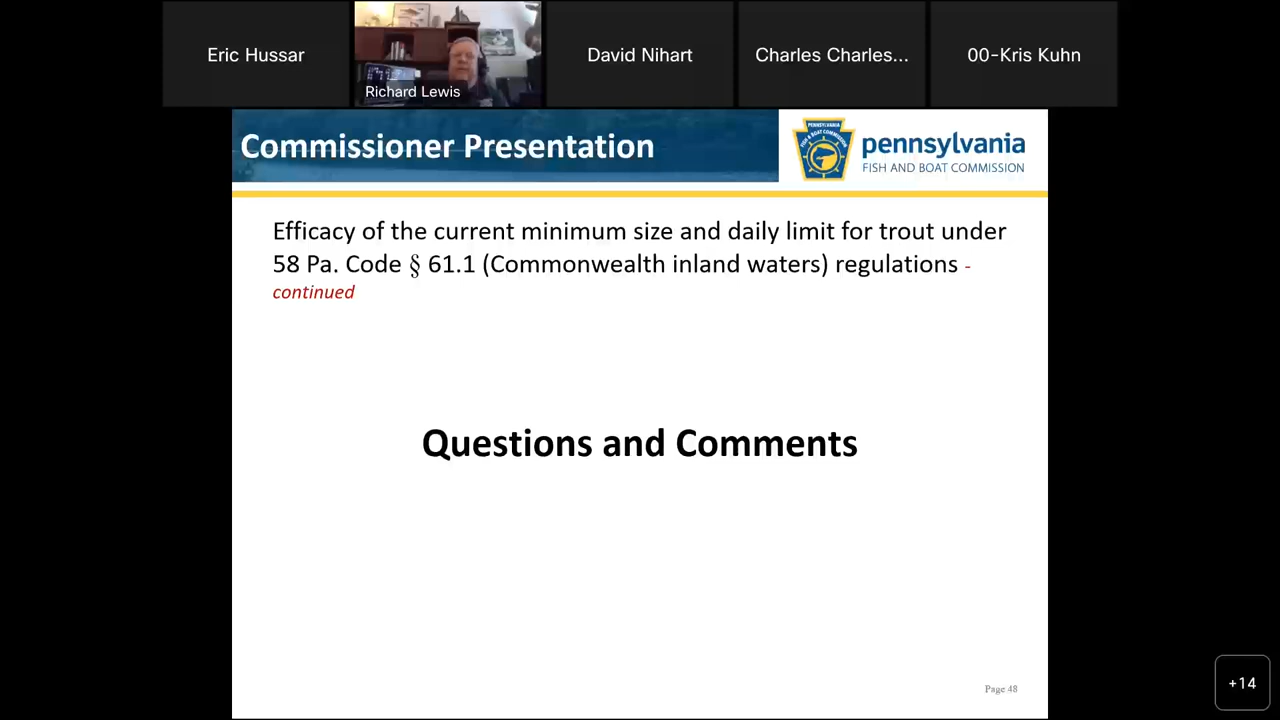 Eric Hussar
Richard Lewis
David Nihart
Charles Charles...
00-Kris Kuhn
Commissioner Presentation
pennsylvania
FISH AND BOAT COMMISSION
Efficacy of the current minimum size and daily limit for trout under
58 Pa. Code § 61.1 (Commonwealth inland waters) regulations -
continued
Questions and Comments
Page 48
+14